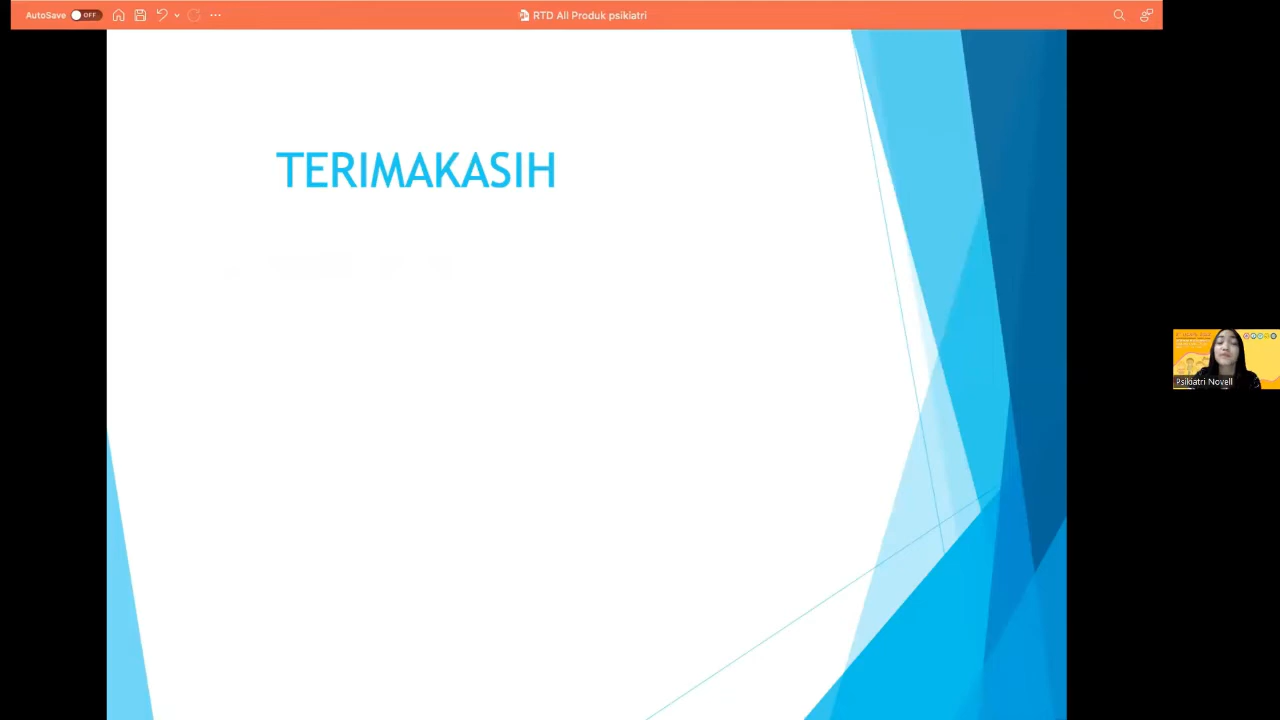 AutoSave OFF
RTD All Produk psikiatri
TERIMAKASIH
Psikiatri Novell